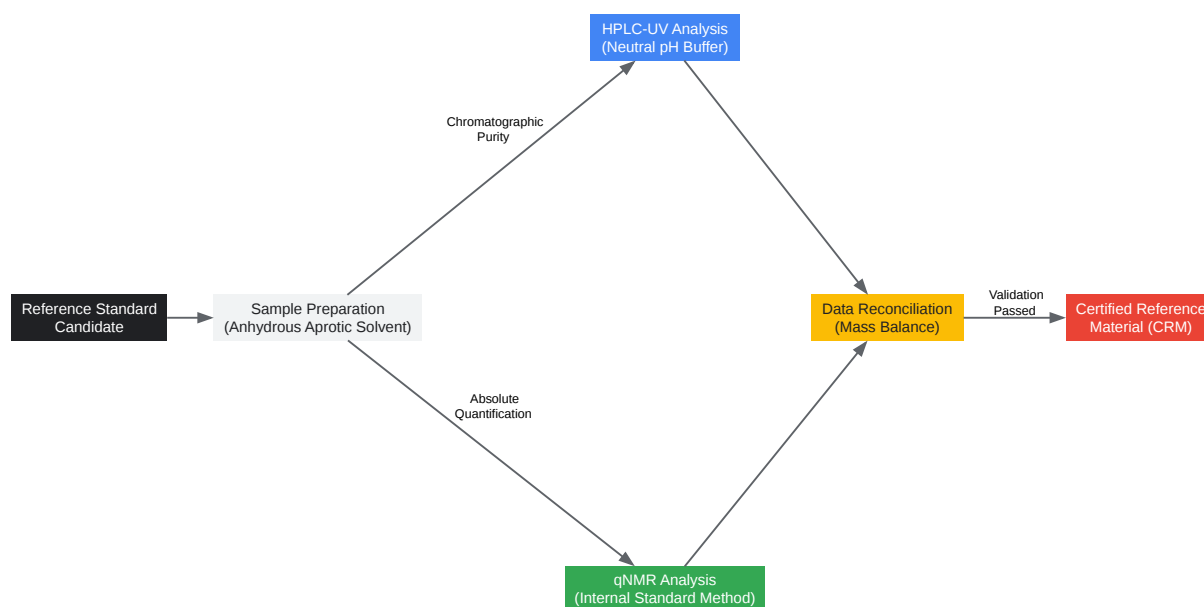 HPLC-UV Analysis
(Neutral pH Buffer)
Chromatographic
Purity
Reference Standard
Candidate
Sample Preparation
(Anhydrous Aprotic Solvent)
Data Reconciliation
(Mass Balance)
Validation
Passed
Certified Reference
Material (CRM)
Absolute
Quantification
qNMR Analysis
(Internal Standard Method)